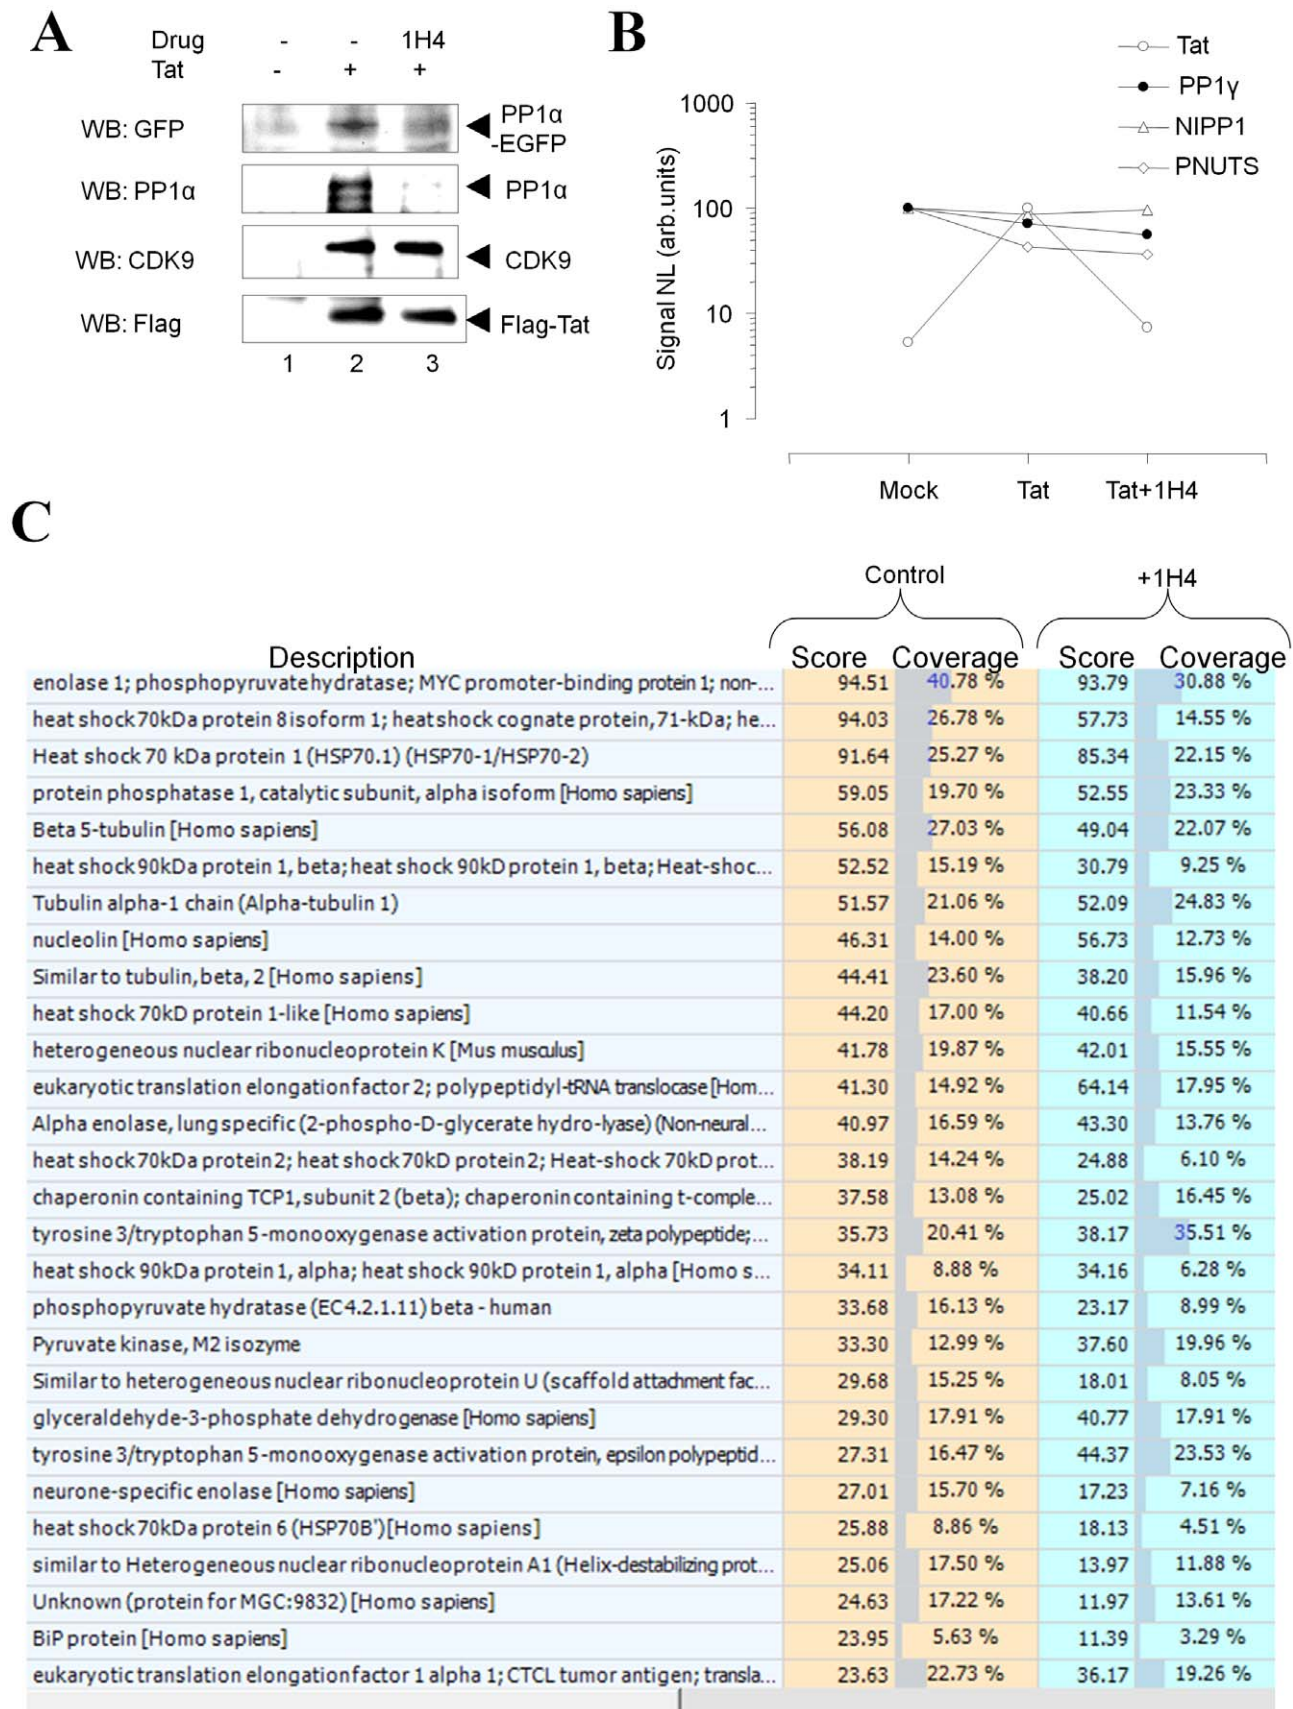 A
Drug - - 1H4
Tat - + +
WB: GFP PP1α
-EGFP
WB: PP1α PP1α
WB: CDK9 CDK9
WB: Flag Flag-Tat
1 2 3
B
Tat
PP1γ
NIPP1
PNUTS
1000
100
10
1
Signal NL (arb.units)
Mock Tat Tat+1H4
C
Control +1H4
Description Score Coverage Score Coverage
enolase 1; phosphopyruvate hydratase; MYC promoter-binding protein 1; non-... 94.51 40.78 % 93.79 30.88 %
heat shock 70kDa protein 8 isoform 1; heat shock cognate protein, 71-kDa; he... 94.03 26.78 % 57.73 14.55 %
Heat shock 70 kDa protein 1 (HSP70.1) (HSP70-1/HSP70-2) 91.64 25.27 % 85.34 22.15 %
protein phosphatase 1, catalytic subunit, alpha isoform [Homo sapiens] 59.05 19.70 % 52.55 23.33 %
Beta 5-tubulin [Homo sapiens] 56.08 27.03 % 49.04 22.07 %
heat shock 90kDa protein 1, beta; heat shock 90kD protein 1, beta; Heat-shoc... 52.52 15.19 % 30.79 9.25 %
Tubulin alpha-1 chain (Alpha-tubulin 1) 51.57 21.06 % 52.09 24.83 %
nucleolin [Homo sapiens] 46.31 14.00 % 56.73 12.73 %
Similar to tubulin, beta, 2 [Homo sapiens] 44.41 23.60 % 38.20 15.96 %
heat shock 70kD protein 1-like [Homo sapiens] 44.20 17.00 % 40.66 11.54 %
heterogeneous nuclear ribonucleoprotein K [Mus musculus] 41.78 19.87 % 42.01 15.55 %
eukaryotic translation elongation factor 2; polypeptidyl-tRNA translocase [Hom... 41.30 14.92 % 64.14 17.95 %
Alpha enolase, lung specific (2-phospho-D-glycerate hydro-lyase) (Non-neural... 40.97 16.59 % 43.30 13.76 %
heat shock 70kDa protein 2; heat shock 70kD protein 2; Heat-shock 70kD prot... 38.19 14.24 % 24.88 6.10 %
chaperonin containing TCP1, subunit 2 (beta); chaperonin containing t-comple... 37.58 13.08 % 25.02 16.45 %
tyrosine 3/tryptophan 5-monooxygenase activation protein, zeta polypeptide;... 35.73 20.41 % 38.17 35.51 %
heat shock 90kDa protein 1, alpha; heat shock 90kD protein 1, alpha [Homo s... 34.11 8.88 % 34.16 6.28 %
phosphopyruvate hydratase (EC 4.2.1.11) beta - human 33.68 16.13 % 23.17 8.99 %
Pyruvate kinase, M2 isozyme 33.30 12.99 % 37.60 19.96 %
Similar to heterogeneous nuclear ribonucleoprotein U (scaffold attachment fac... 29.68 15.25 % 18.01 8.05 %
glyceraldehyde-3-phosphate dehydrogenase [Homo sapiens] 29.30 17.91 % 40.77 17.91 %
tyrosine 3/tryptophan 5-monooxygenase activation protein, epsilon polypeptid... 27.31 16.47 % 44.37 23.53 %
neurone-specific enolase [Homo sapiens] 27.01 15.70 % 17.23 7.16 %
heat shock 70kDa protein 6 (HSP70B') [Homo sapiens] 25.88 8.86 % 18.13 4.51 %
similar to Heterogeneous nuclear ribonucleoprotein A1 (Helix-destabilizing prot... 25.06 17.50 % 13.97 11.88 %
Unknown (protein for MGC:9832) [Homo sapiens] 24.63 17.22 % 11.97 13.61 %
BiP protein [Homo sapiens] 23.95 5.63 % 11.39 3.29 %
eukaryotic translation elongation factor 1 alpha 1; CTCL tumor antigen; transla... 23.63 22.73 % 36.17 19.26 %